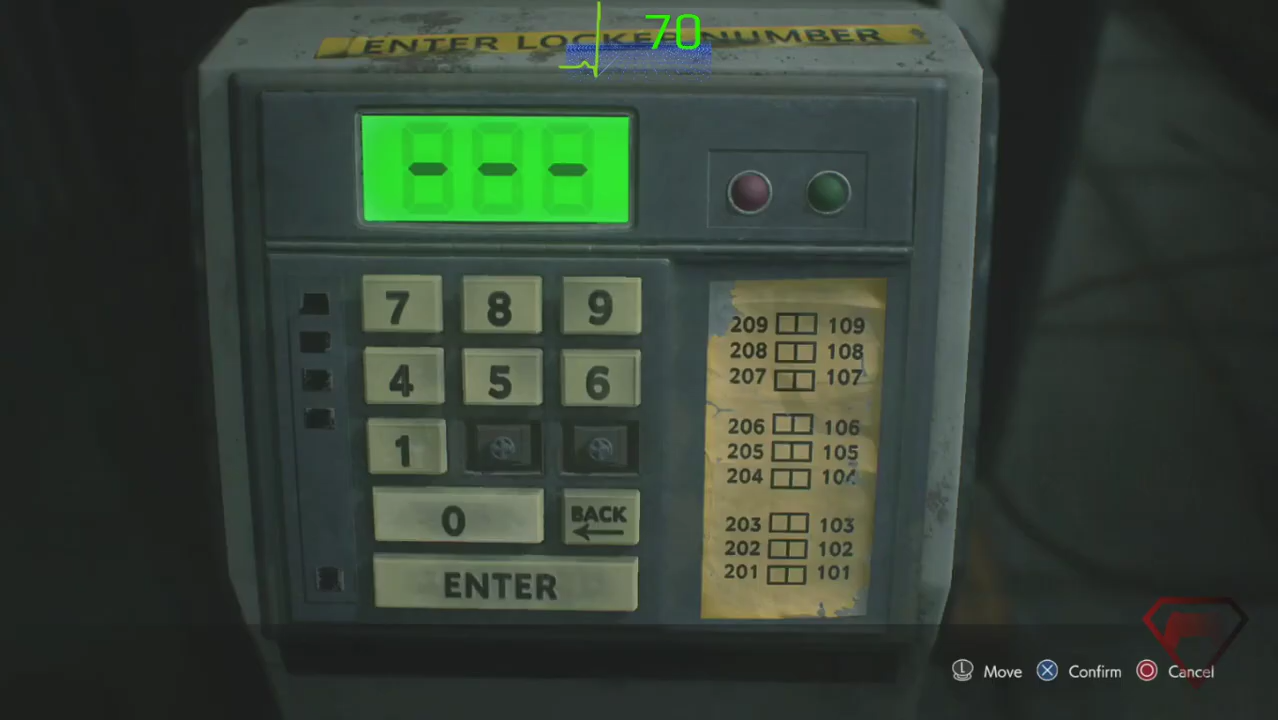 70
ENTER LOCKER NUMBER
- - -
7 8 9
4 5 6
1
0 BACK
ENTER
209 109
208 108
207 107
206 106
205 105
204 104
203 103
202 102
201 101
L Move Confirm Cancel